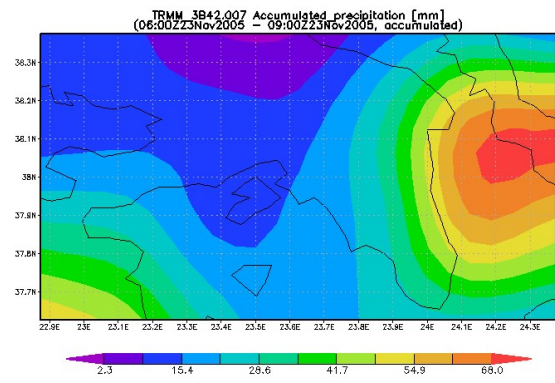 TRMM_3B42.007 Accumulated precipitation [mm]
(06:00Z23Nov2005 - 09:00Z23Nov2005, accumulated)
38.3N
38.2N
38.1N
38N
37.9N
37.8N
37.7N
22.9E 23E 23.1E 23.2E 23.3E 23.4E 23.5E 23.6E 23.7E 23.8E 23.9E 24E 24.1E 24.2E 24.3E
2.3 15.4 28.6 41.7 54.9 68.0